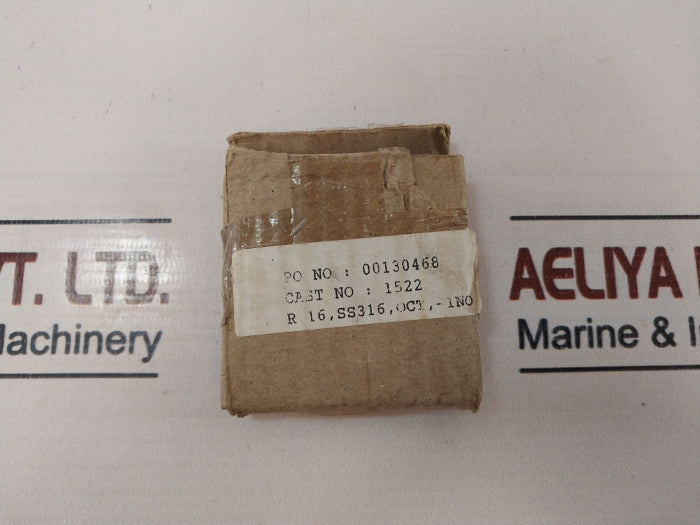 PO NO : 00130468
CAST NO : 1522
R 16,SS316,OCT,-1NO
VT. LTD.
Machinery
AELIYA
Marine & I